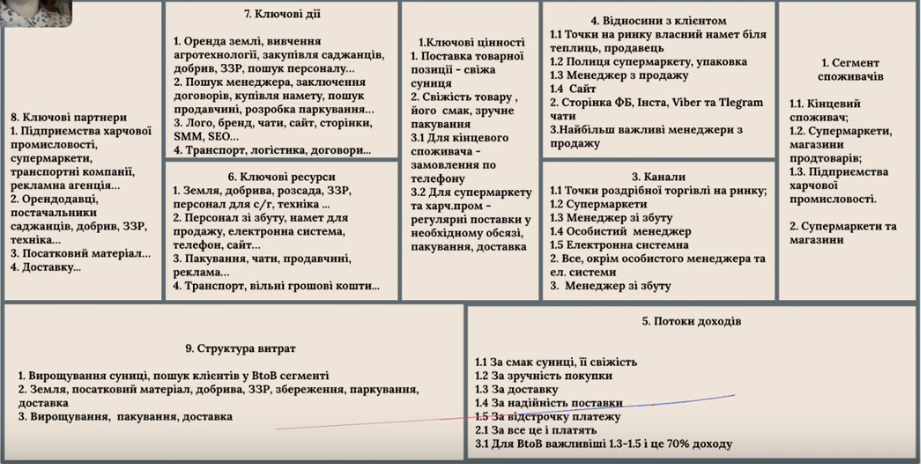 8. Ключові партнери
1. Підприємства харчової
промисловості,
супермаркети,
транспортні компанії,
рекламна агенція...
2. Орендодавці,
постачальники
саджанців, добрив, ЗЗР,
техніка...
3. Посатковий матеріал...
4. Доставку...
7. Ключові дії
1. Оренда землі, вивчення
агротехнології, закупівля саджанців,
добрив, ЗЗР, пошук персоналу...
2. Пошук менеджера, заключення
договорів, купівля намету, пошук
продавчині, розробка паркування...
3. Лого, бренд, чати, сайт, сторінки,
SMM, SEO...
4. Транспорт, логістика, договори...
6. Ключові ресурси
1. Земля, добрива, розсада, ЗЗР,
персонал для с/г, техніка ...
2. Персонал зі збуту, намет для
продажу, електронна система,
телефон, сайт...
3. Пакування, чати, продавчині,
реклама...
4. Транспорт, вільні грошові кошти...
1.Ключові цінності
1. Поставка товарної
позиції - свіжа
суниця
2. Свіжість товару ,
його смак, зручне
пакування
3.1 Для кінцевого
споживача -
замовлення по
телефону
3.2 Для супермаркету
та харч.пром -
регулярні поставки у
необхідному обсязі,
пакування, доставка
4. Відносини з клієнтом
1.1 Точки на ринку власний намет біля
теплиць, продавець
1.2 Полиця супермаркету, упаковка
1.3 Менеджер з продажу
1.4 Сайт
2. Сторінка ФБ, Інста, Viber та Tlegram
чати
3.Найбільш важливі менеджери з
продажу
3. Канали
1.1 Точки роздрібної торгівлі на ринку;
1.2 Супермаркети
1.3 Менеджер зі збуту
1.4 Особистий менеджер
1.5 Електронна системна
2. Все, окрім особистого менеджера та
ел. системи
3. Менеджер зі збуту
1. Сегмент
споживачів
1.1. Кінцевий
споживач;
1.2. Супермаркети,
магазини
продтоварів;
1.3. Підприємства
харчової
промисловості.
2. Супермаркети та
магазини
9. Структура витрат
1. Вирощування суниці, пошук клієнтів у BtoB сегменті
2. Земля, посатковий матеріал, добрива, ЗЗР, збереження, паркування,
доставка
3. Вирощування, пакування, доставка
5. Потоки доходів
1.1 За смак суниці, її свіжість
1.2 За зручність покупки
1.3 За доставку
1.4 За надійність поставки
1.5 За відстрочку платежу
2.1 За все це і платять
3.1 Для BtoB важливіші 1.3-1.5 і це 70% доходу